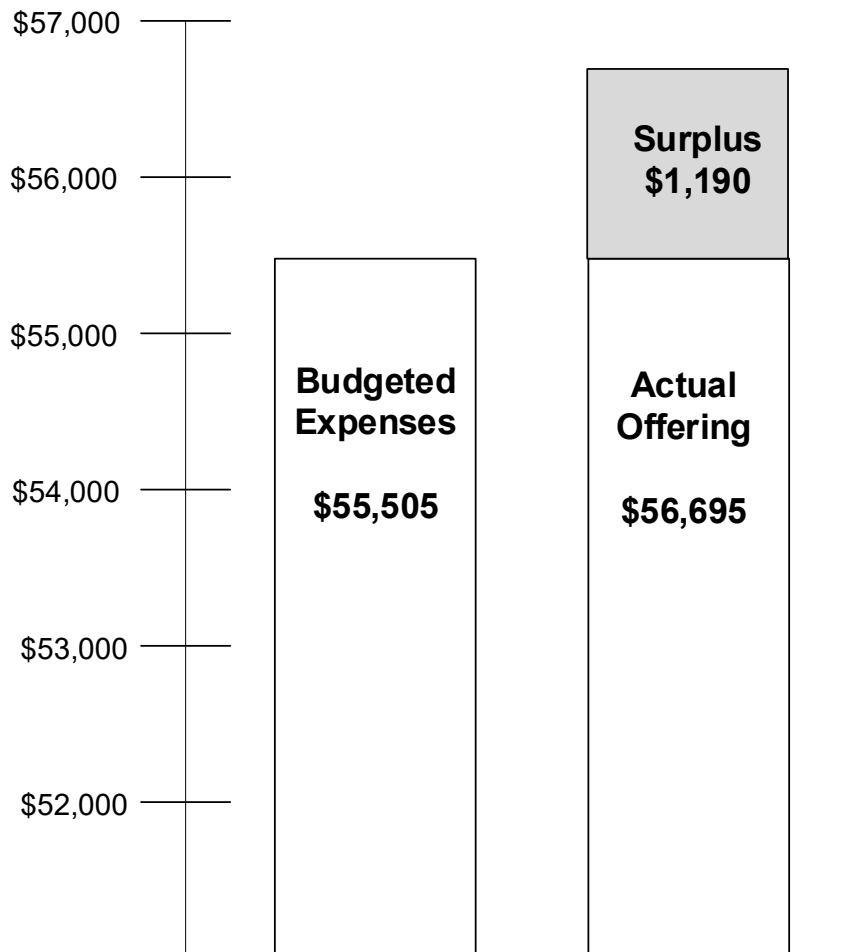 $57,000
$56,000
$55,000
$54,000
$53,000
$52,000
Budgeted
Expenses
$55,505
Surplus
$1,190
Actual
Offering
$56,695